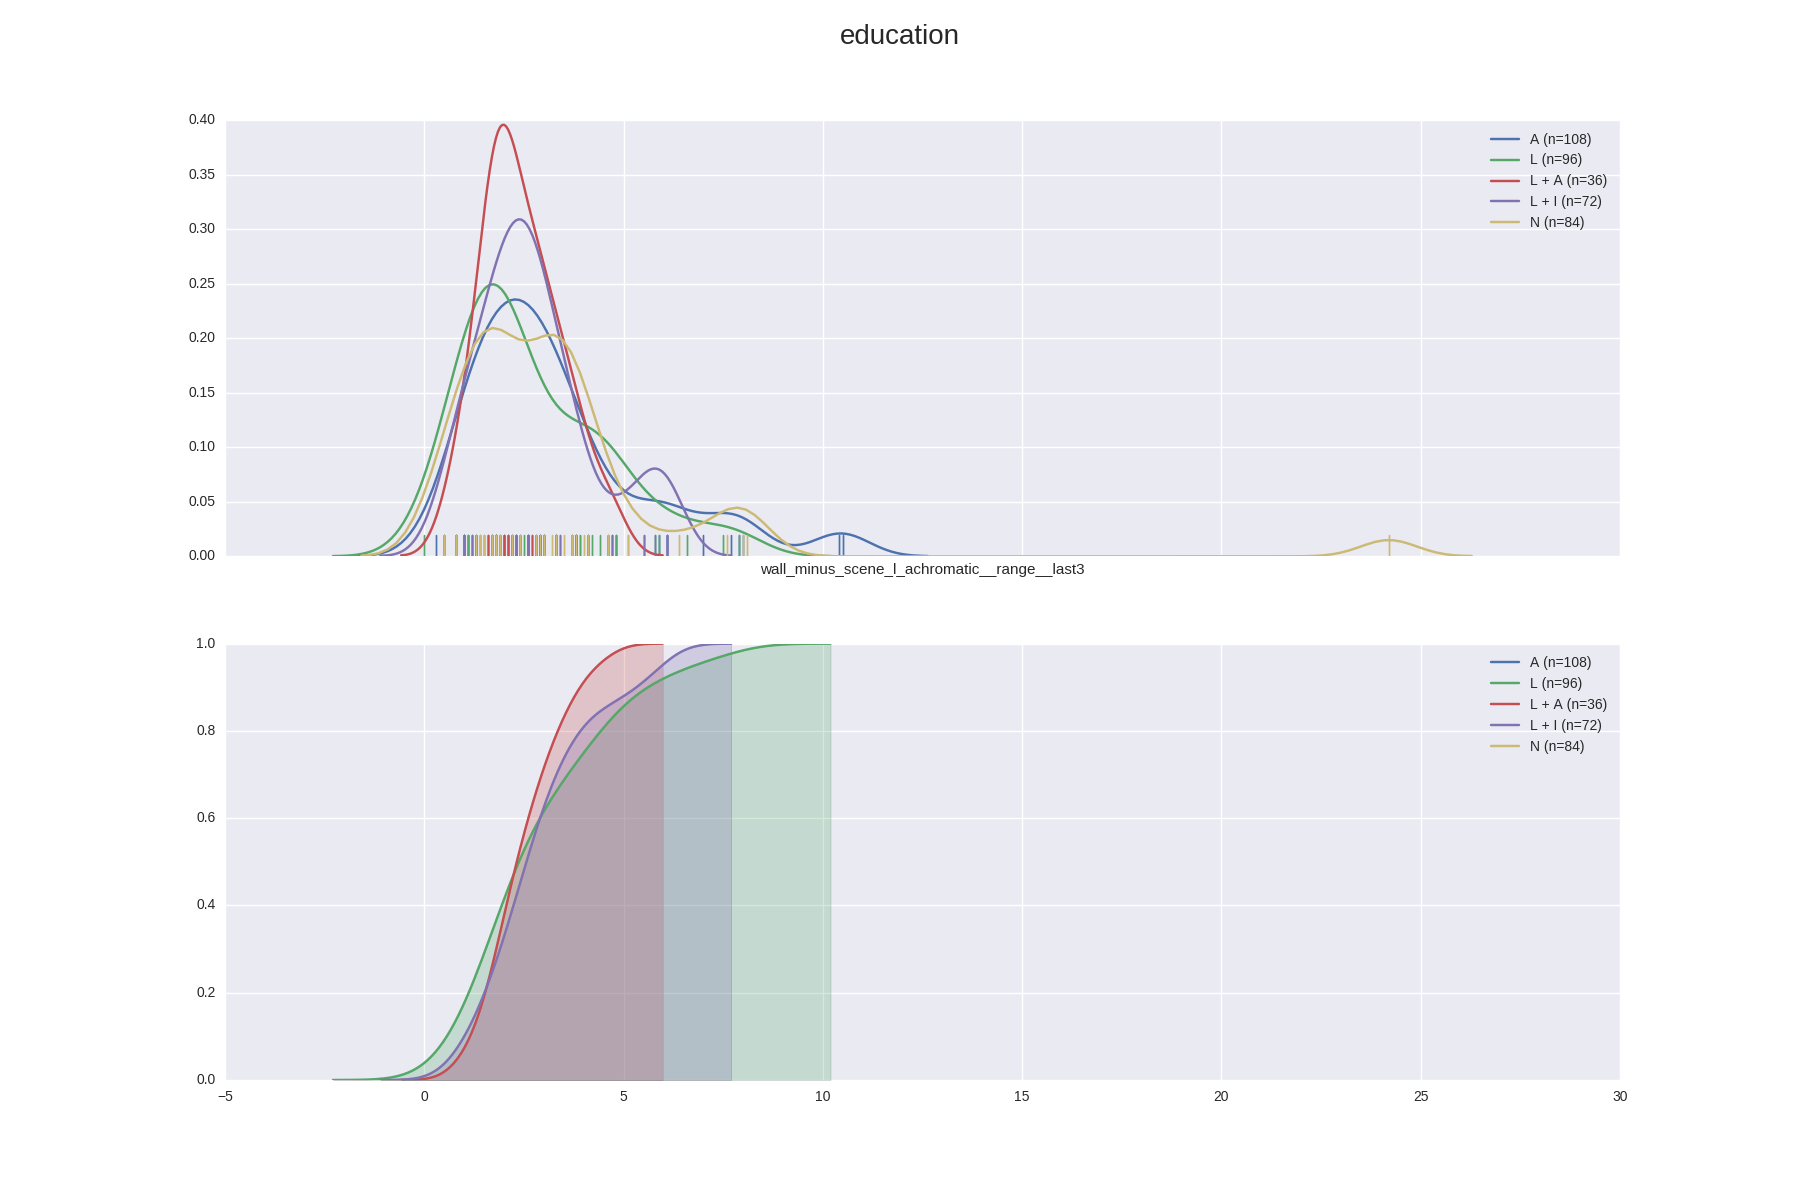 education
0.40
0.35
0.30
0.25
0.20
0.15
0.10
0.05
0.00
A (n=108)
L (n=96)
L + A (n=36)
L + I (n=72)
N (n=84)
wall_minus_scene_l_achromatic__range__last3
1.0
0.8
0.6
0.4
0.2
0.0
A (n=108)
L (n=96)
L + A (n=36)
L + I (n=72)
N (n=84)
−5 0 5 10 15 20 25 30